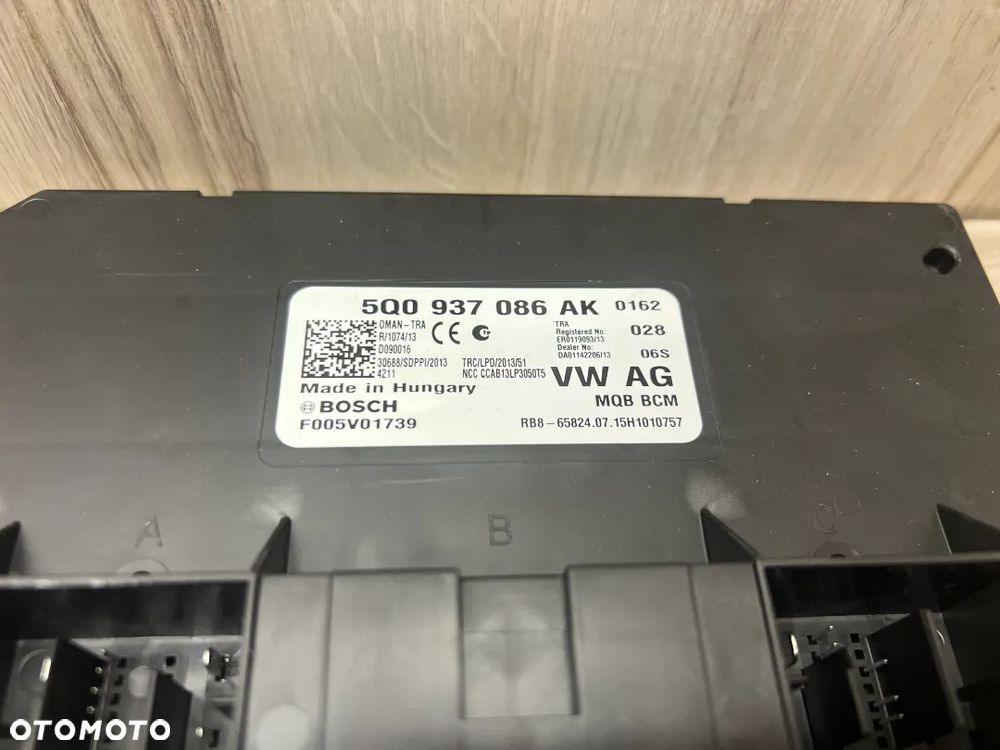 5Q0 937 086 AK 0162
OMAN-TRA
R/1074/13
D090016
30688/SDPPI/2013
4211
CE
TRC/LPD/2013/51
NCC CCAB13LP3050T5
TRA
Registered No:
ER0119093/13
Dealer No:
DA01142206/13
028
06S
VW AG
MQB BCM
Made in Hungary
BOSCH
F005V01739
RB8-65824.07.15H1010757
A
B
C
OTOMOTO